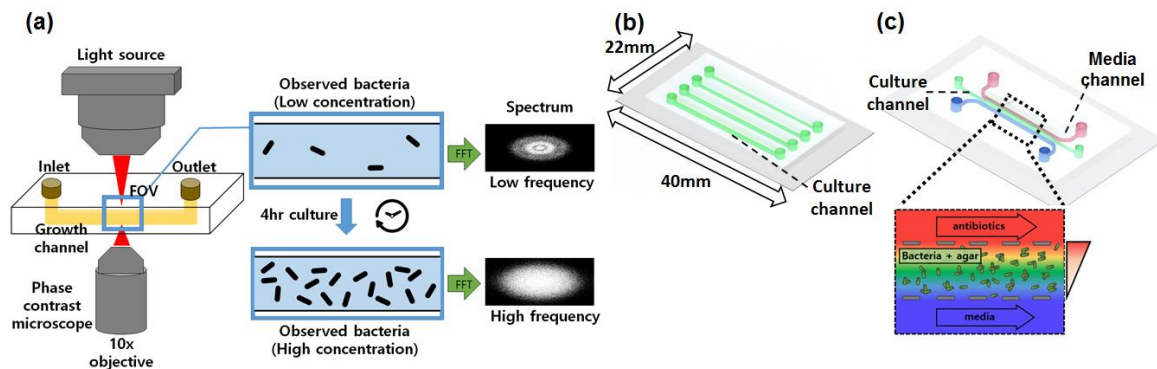 (a)
Light source
Inlet
Outlet
FOV
Growth
channel
Phase
contrast
microscope
10x
objective
Observed bacteria
(Low concentration)
FFT
Spectrum
Low frequency
4hr culture
FFT
High frequency
Observed bacteria
(High concentration)
(b)
22mm
40mm
Culture
channel
(c)
Culture
channel
Media
channel
antibiotics
Bacteria + agar
media